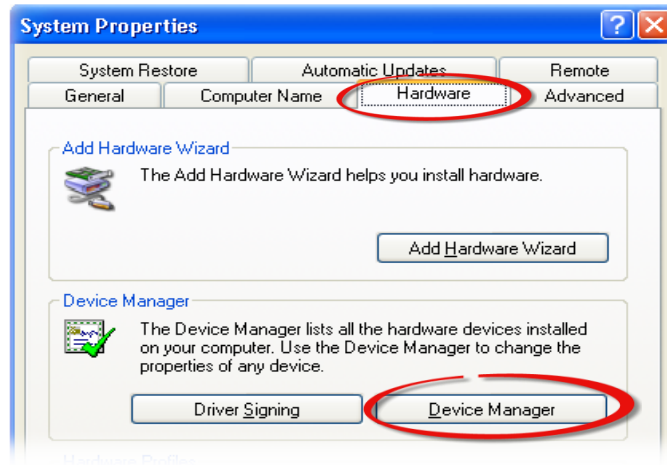 System Properties
System Restore Automatic Updates Remote
General Computer Name Hardware Advanced
Add Hardware Wizard
The Add Hardware Wizard helps you install hardware.
Add Hardware Wizard
Device Manager
The Device Manager lists all the hardware devices installed
on your computer. Use the Device Manager to change the
properties of any device.
Driver Signing Device Manager
Hardware Profiles